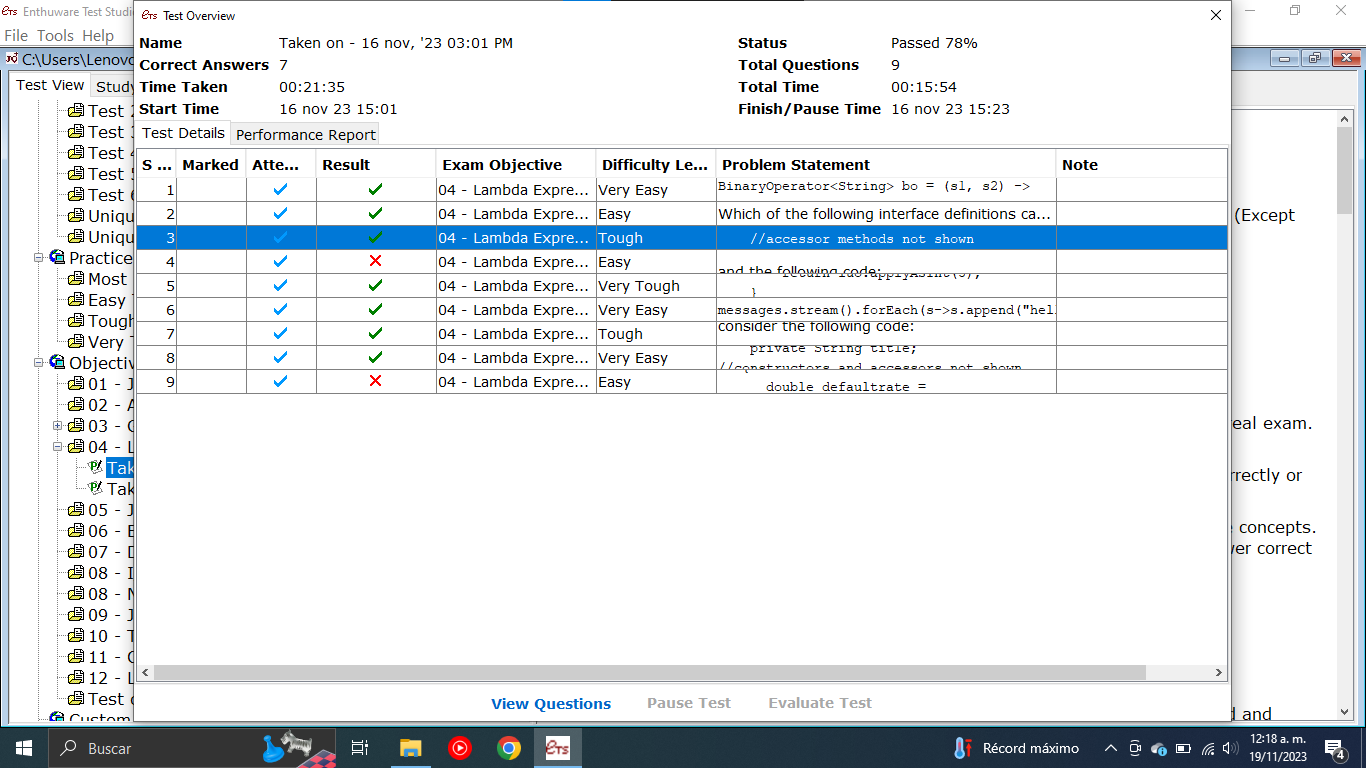 Enthuware Test Studi
Test Overview
File Tools Help
C:\Users\Lenovo
Name Taken on - 16 nov, '23 03:01 PM Status Passed 78%
Correct Answers 7 Total Questions 9
Time Taken 00:21:35 Total Time 00:15:54
Start Time 16 nov 23 15:01 Finish/Pause Time 16 nov 23 15:23
Test View Study
Test Details Performance Report
S ... Marked Atte... Result Exam Objective Difficulty Le... Problem Statement Note
1 04 - Lambda Expre... Very Easy BinaryOperator<String> bo = (s1, s2) ->
2 04 - Lambda Expre... Easy Which of the following interface definitions ca...
3 04 - Lambda Expre... Tough //accessor methods not shown
4 04 - Lambda Expre... Easy and the following code:
5 04 - Lambda Expre... Very Tough }
6 04 - Lambda Expre... Very Easy messages.stream().forEach(s->s.append("hel
7 04 - Lambda Expre... Tough consider the following code:
8 04 - Lambda Expre... Very Easy private String title;
//constructors and accessors not shown
9 04 - Lambda Expre... Easy double defaultrate =
Test 2
Test 3
Test 4
Test 5
Test 6
Uniqu
Uniqu
Practice
Most
Easy T
Tough
Very T
Objectiv
01 - J
02 - A
03 - C
04 - L
Tak
Tak
05 - J
06 - E
07 - D
08 - I
08 - N
09 - J
10 - T
11 - C
12 - L
Test o
Custom
(Except
eal exam.
rectly or
concepts.
ver correct
d and
View Questions Pause Test Evaluate Test
Buscar
ETS
Récord máximo
12:18 a. m.
19/11/2023
4